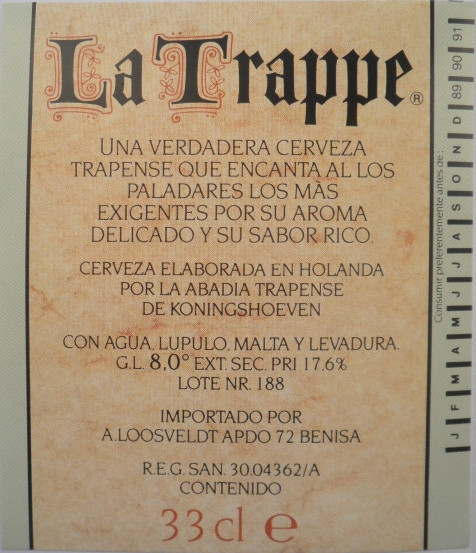 La Trappe ®
UNA VERDADERA CERVEZA
TRAPENSE QUE ENCANTA AL LOS
PALADARES LOS MÀS
EXIGENTES POR SU AROMA
DELICADO Y SU SABOR RICO.
CERVEZA ELABORADA EN HOLANDA
POR LA ABADIA TRAPENSE
DE KONINGSHOEVEN
CON AGUA, LUPULO, MALTA Y LEVADURA.
G.L. 8,0° EXT. SEC. PRI 17,6%
LOTE NR. 188
IMPORTADO POR
A.LOOSVELDT APDO 72 BENISA
R.E.G. SAN. 30.04362/A
CONTENIDO
33 cl e
Consumir preferentemente antes de:
J F M A M J J A S O N D 89 90 91